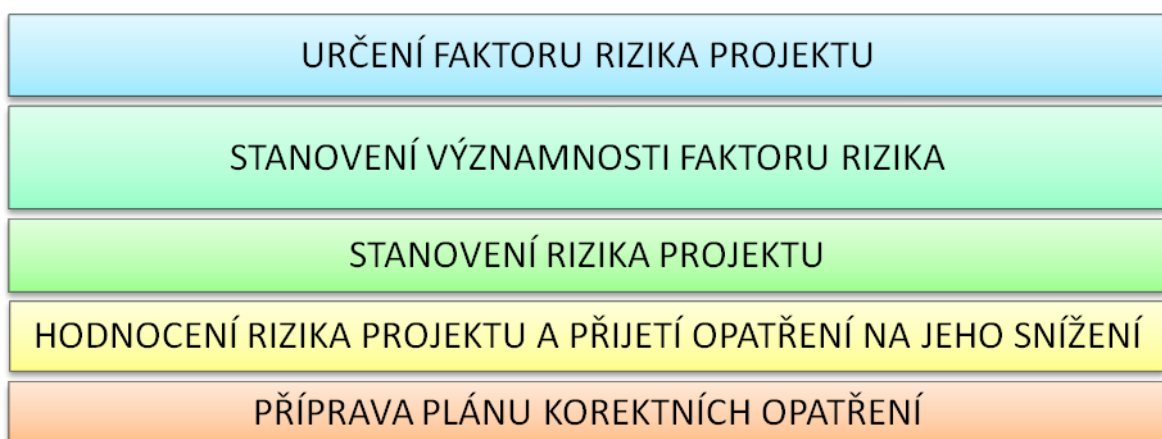 URČENÍ FAKTORU RIZIKA PROJEKTU
STANOVENÍ VÝZNAMNOSTI FAKTORU RIZIKA
STANOVENÍ RIZIKA PROJEKTU
HODNOCENÍ RIZIKA PROJEKTU A PŘIJETÍ OPATŘENÍ NA JEHO SNÍŽENÍ
PŘÍPRAVA PLÁNU KOREKTNÍCH OPATŘENÍ